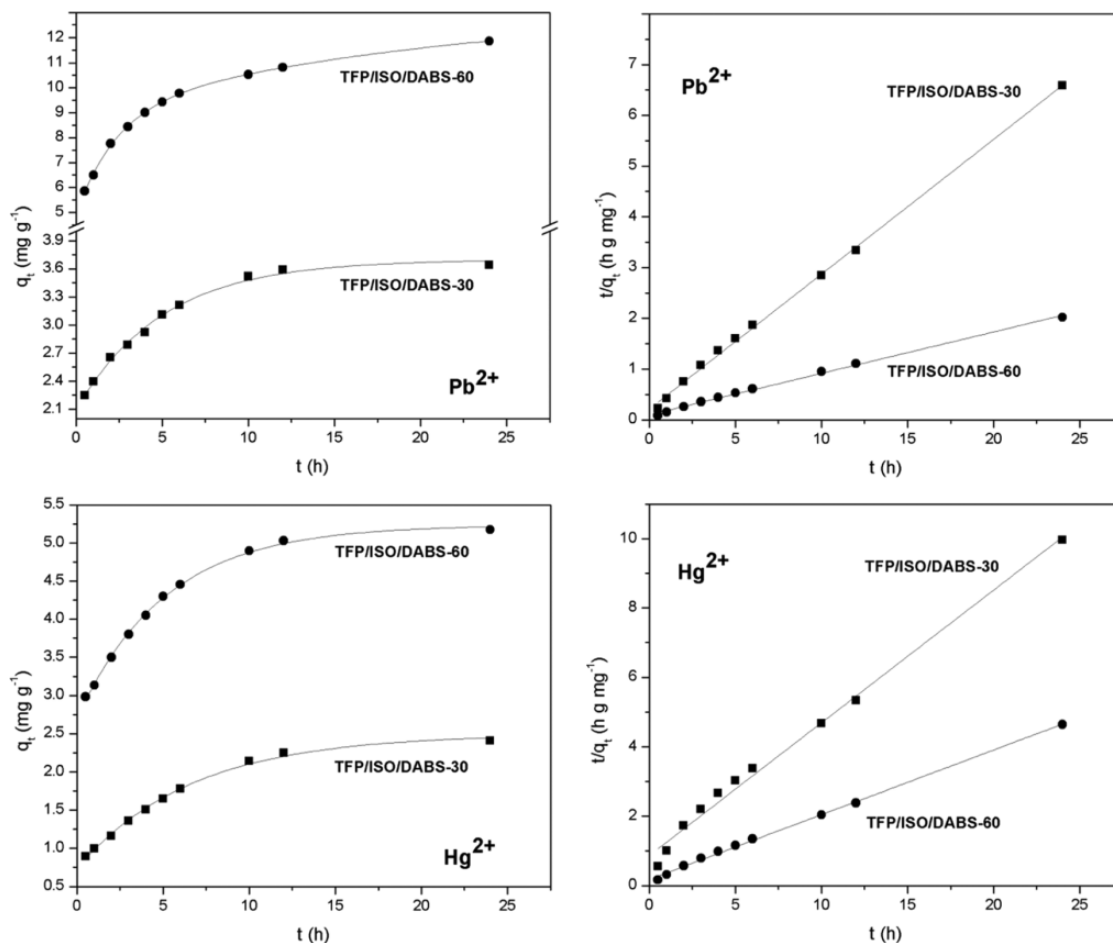 12
11
10
9
8
7
6
5
3.9
3.6
3.3
3.0
2.7
2.4
2.1
q_t (mg g⁻¹)
TFP/ISO/DABS-60
TFP/ISO/DABS-30
Pb²⁺
0 5 10 15 20 25
t (h)
7
6
5
4
3
2
1
0
t/q_t (h g mg⁻¹)
Pb²⁺
TFP/ISO/DABS-30
TFP/ISO/DABS-60
0 5 10 15 20 25
t (h)
5.5
5.0
4.5
4.0
3.5
3.0
2.5
2.0
1.5
1.0
0.5
q_t (mg g⁻¹)
TFP/ISO/DABS-60
TFP/ISO/DABS-30
Hg²⁺
0 5 10 15 20 25
t (h)
10
8
6
4
2
0
t/q_t (h g mg⁻¹)
Hg²⁺
TFP/ISO/DABS-30
TFP/ISO/DABS-60
0 5 10 15 20 25
t (h)